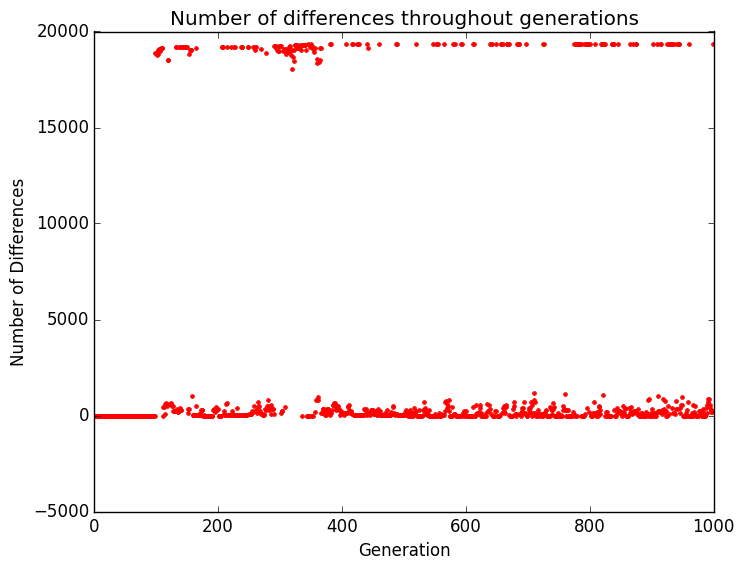 Number of differences throughout generations
20000
15000
10000
5000
0
−5000
Number of Differences
0 200 400 600 800 1000
Generation